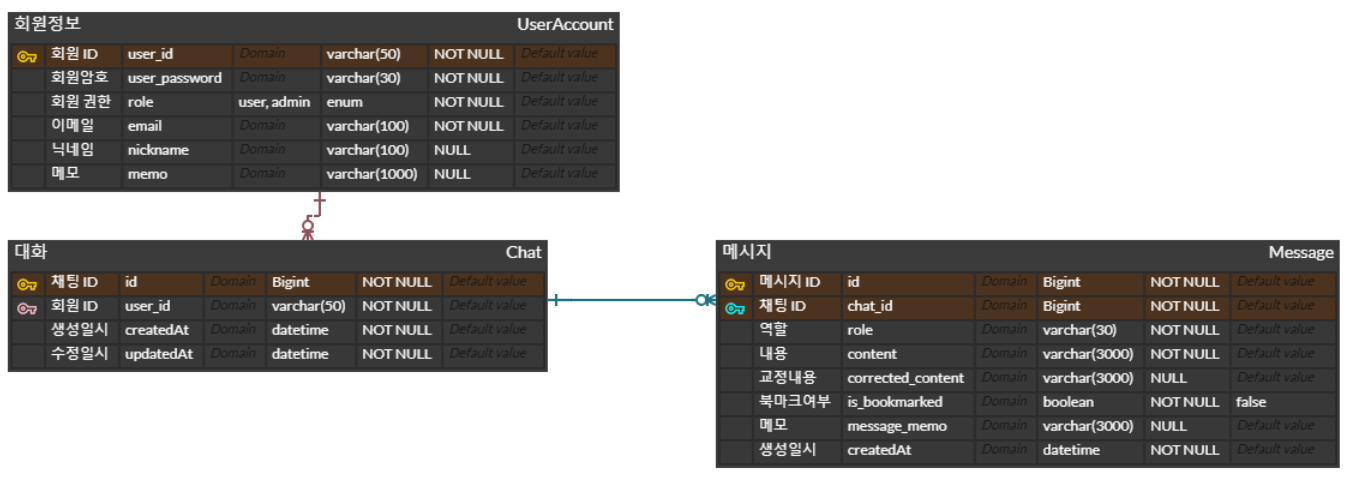 회원정보 UserAccount
회원 ID user_id Domain varchar(50) NOT NULL Default value
회원암호 user_password Domain varchar(30) NOT NULL Default value
회원 권한 role user, admin enum NOT NULL Default value
이메일 email Domain varchar(100) NOT NULL Default value
닉네임 nickname Domain varchar(100) NULL Default value
메모 memo Domain varchar(1000) NULL Default value
대화 Chat
채팅 ID id Domain Bigint NOT NULL Default value
회원 ID user_id Domain varchar(50) NOT NULL Default value
생성일시 createdAt Domain datetime NOT NULL Default value
수정일시 updatedAt Domain datetime NOT NULL Default value
메시지 Message
메시지 ID id Domain Bigint NOT NULL Default value
채팅 ID chat_id Domain Bigint NOT NULL Default value
역할 role Domain varchar(30) NOT NULL Default value
내용 content Domain varchar(3000) NOT NULL Default value
교정내용 corrected_content Domain varchar(3000) NULL Default value
북마크여부 is_bookmarked Domain boolean NOT NULL false
메모 message_memo Domain varchar(3000) NULL Default value
생성일시 createdAt Domain datetime NOT NULL Default value